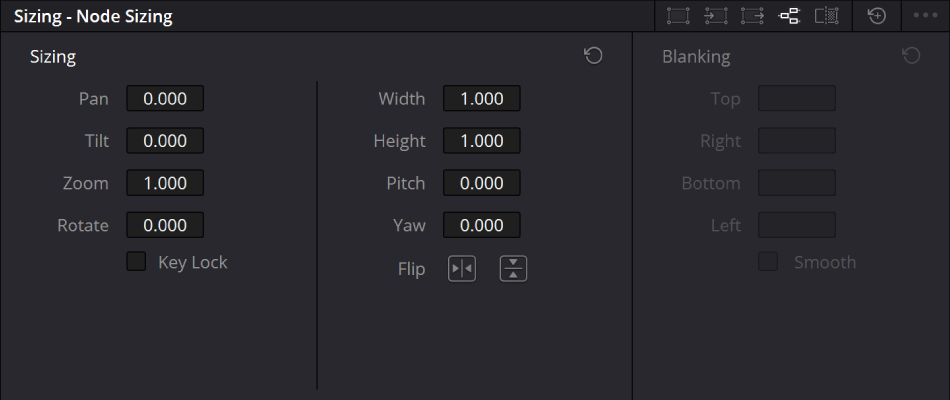 Sizing - Node Sizing
Sizing
Pan 0.000
Tilt 0.000
Zoom 1.000
Rotate 0.000
Key Lock
Width 1.000
Height 1.000
Pitch 0.000
Yaw 0.000
Flip
Blanking
Top
Right
Bottom
Left
Smooth